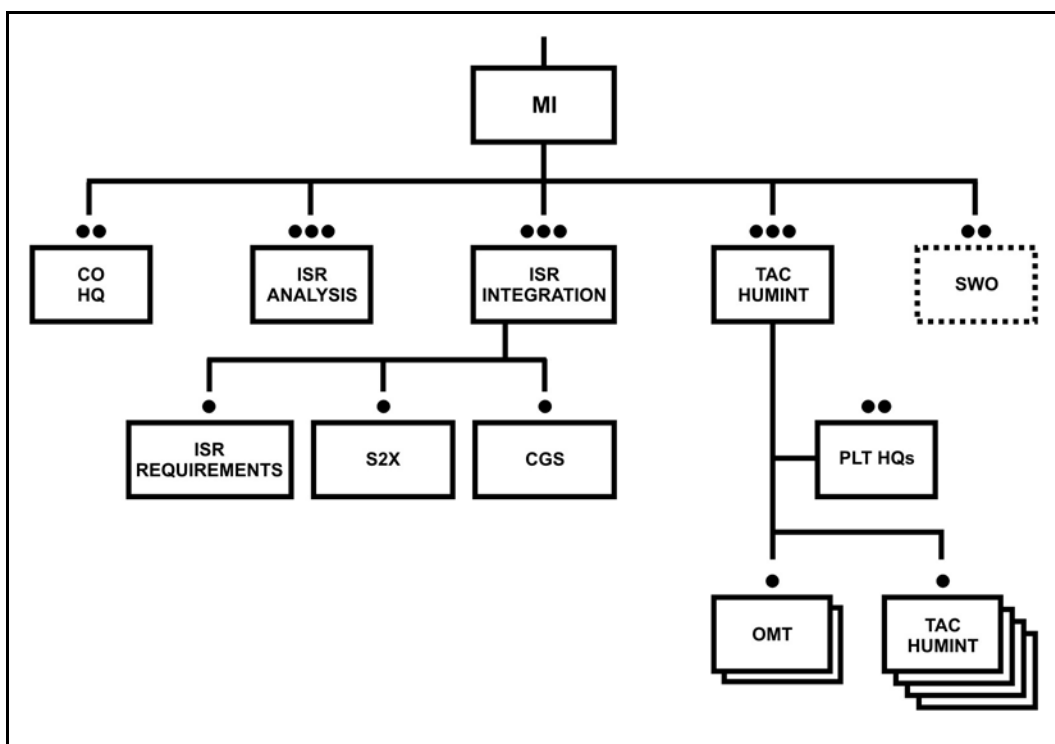 MI
CO
HQ
ISR
ANALYSIS
ISR
INTEGRATION
TAC
HUMINT
SWO
ISR
REQUIREMENTS
S2X
CGS
PLT HQs
OMT
TAC
HUMINT